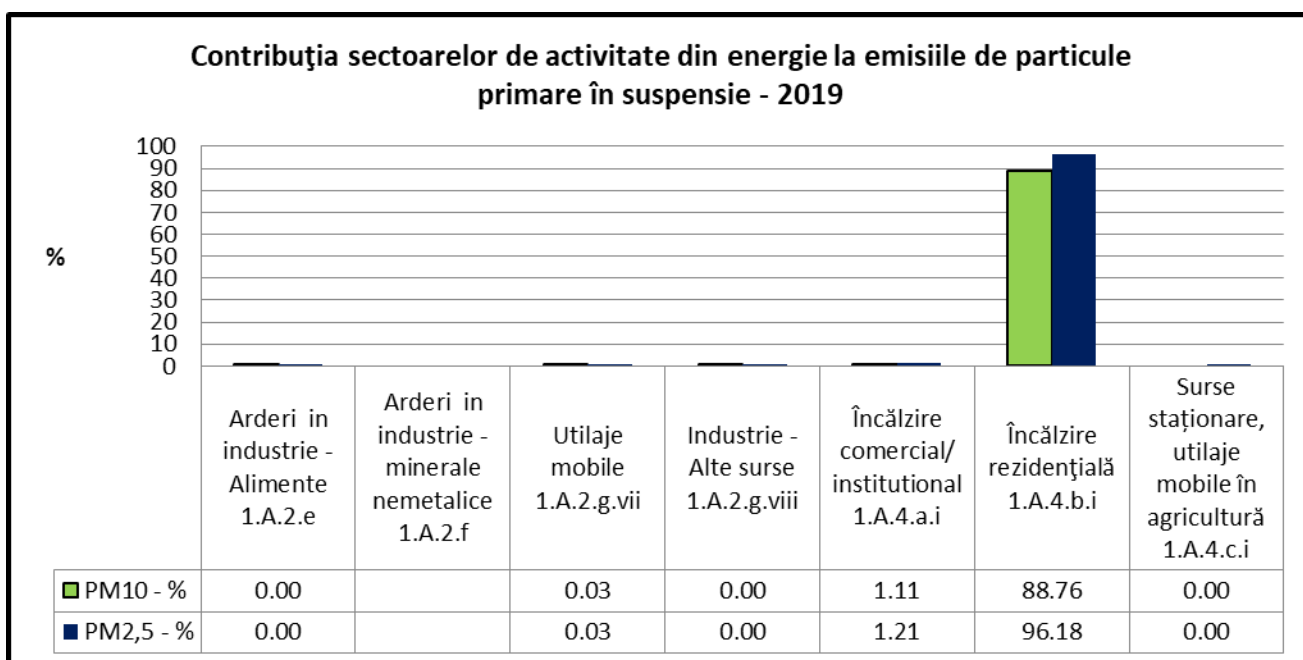 Contribuţia sectoarelor de activitate din energie la emisiile de particule
primare în suspensie - 2019
%
100
90
80
70
60
50
40
30
20
10
0
Arderi in
industrie -
Alimente
1.A.2.e
Arderi in
industrie -
minerale
nemetalice
1.A.2.f
Utilaje
mobile
1.A.2.g.vii
Industrie -
Alte surse
1.A.2.g.viii
Încălzire
comercial/
institutional
1.A.4.a.i
Încălzire
rezidenţială
1.A.4.b.i
Surse
staționare,
utilaje
mobile în
agricultură
1.A.4.c.i
PM10 - % 0.00 0.03 0.00 1.11 88.76 0.00
PM2,5 - % 0.00 0.03 0.00 1.21 96.18 0.00